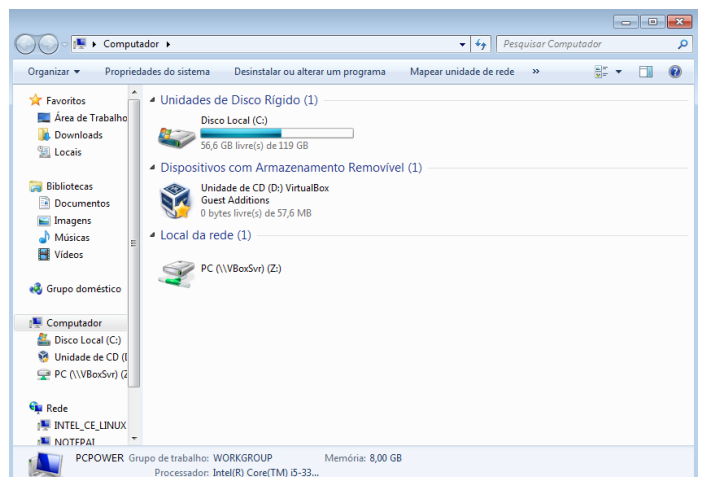 Computador
Pesquisar Computador
Organizar
Propriedades do sistema
Desinstalar ou alterar um programa
Mapear unidade de rede
»
Favoritos
Área de Trabalho
Downloads
Locais
Bibliotecas
Documentos
Imagens
Músicas
Vídeos
Grupo doméstico
Computador
Disco Local (C:)
Unidade de CD (D
PC (\\VBoxSvr) (Z
Rede
INTEL_CE_LINUX
NOTEPAI
Unidades de Disco Rígido (1)
Disco Local (C:)
56,6 GB livre(s) de 119 GB
Dispositivos com Armazenamento Removível (1)
Unidade de CD (D:) VirtualBox
Guest Additions
0 bytes livre(s) de 57,6 MB
Local da rede (1)
PC (\\VBoxSvr) (Z:)
PCPOWER Grupo de trabalho: WORKGROUP Memória: 8,00 GB
Processador: Intel(R) Core(TM) i5-33...